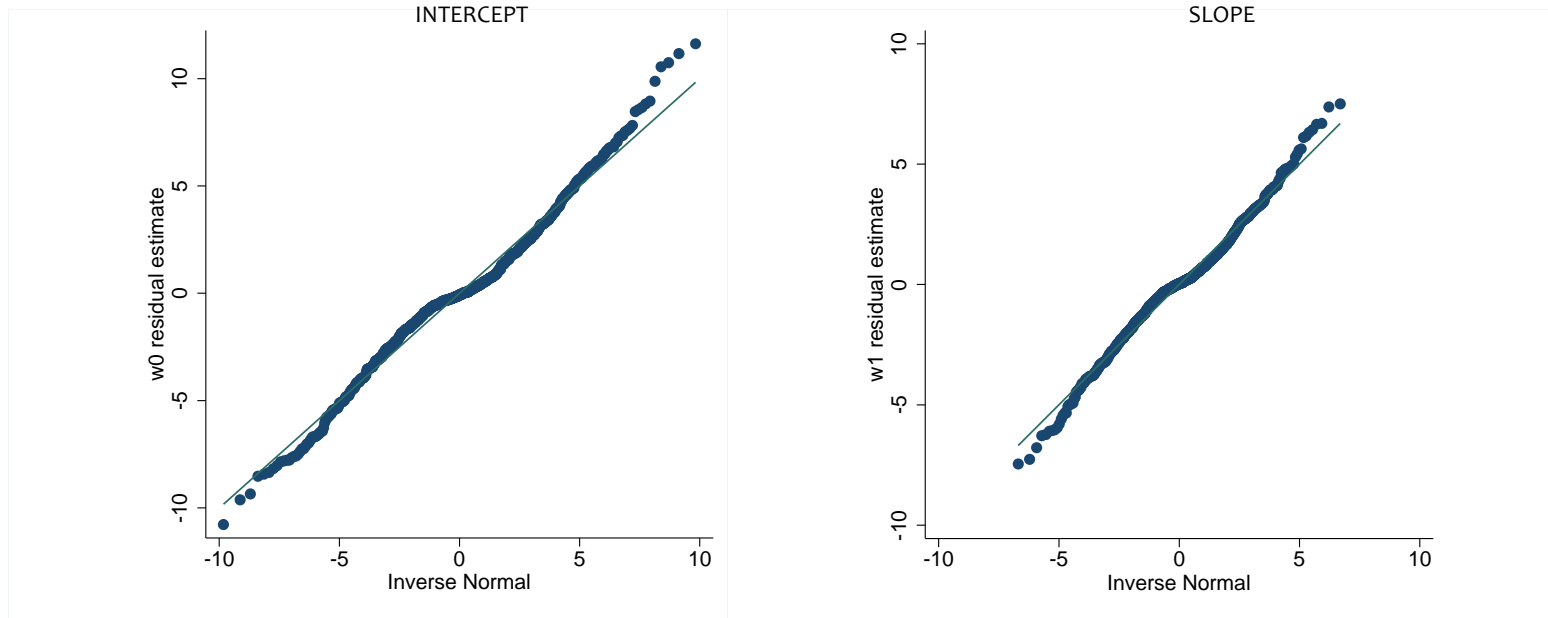 INTERCEPT
10
5
0
-5
-10
w0 residual estimate
-10 -5 0 5 10
Inverse Normal
SLOPE
10
5
0
-5
-10
w1 residual estimate
-10 -5 0 5 10
Inverse Normal